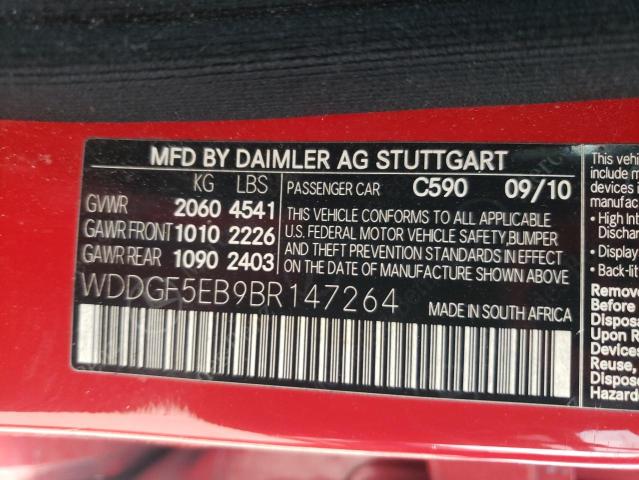 MFD BY DAIMLER AG STUTTGART
KG LBS
GVWR 2060 4541
GAWR FRONT 1010 2226
GAWR REAR 1090 2403
PASSENGER CAR C590 09/10
THIS VEHICLE CONFORMS TO ALL APPLICABLE
U.S. FEDERAL MOTOR VEHICLE SAFETY, BUMPER
AND THEFT PREVENTION STANDARDS IN EFFECT
ON THE DATE OF MANUFACTURE SHOWN ABOVE.
WDDGF5EB9BR147264
MADE IN SOUTH AFRICA
This vehi
include m
devices i
manufac
• High Int
Discharg
• Display
• Back-lit
Remove
Before
Disposa
Upon R
Devices
Reuse,
Dispose
Hazardo